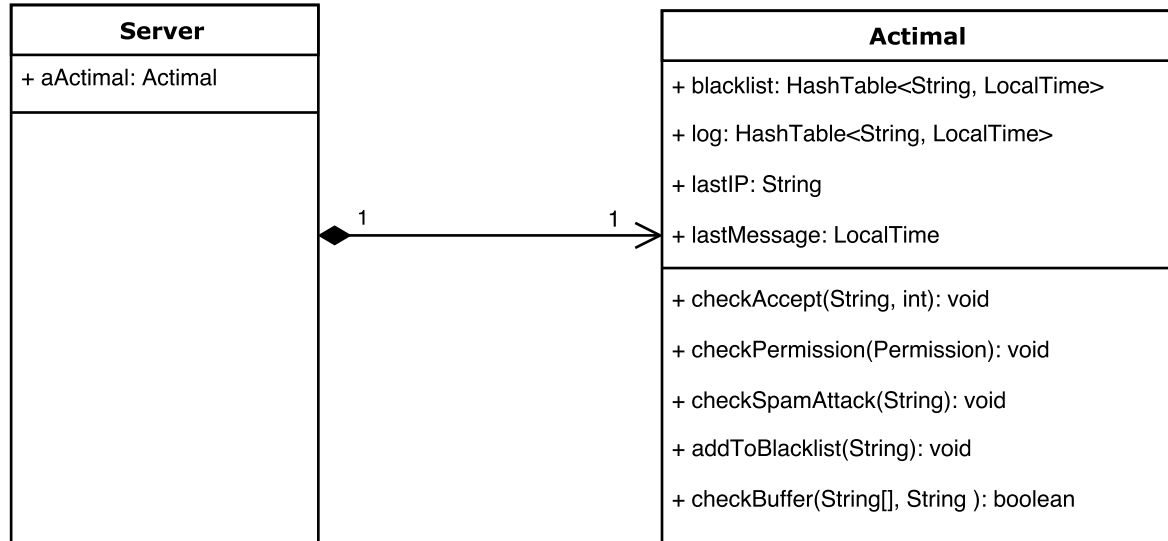 Server
+ aActimal: Actimal
1
1
Actimal
+ blacklist: HashTable<String, LocalTime>
+ log: HashTable<String, LocalTime>
+ lastIP: String
+ lastMessage: LocalTime
+ checkAccept(String, int): void
+ checkPermission(Permission): void
+ checkSpamAttack(String): void
+ addToBlacklist(String): void
+ checkBuffer(String[], String ): boolean